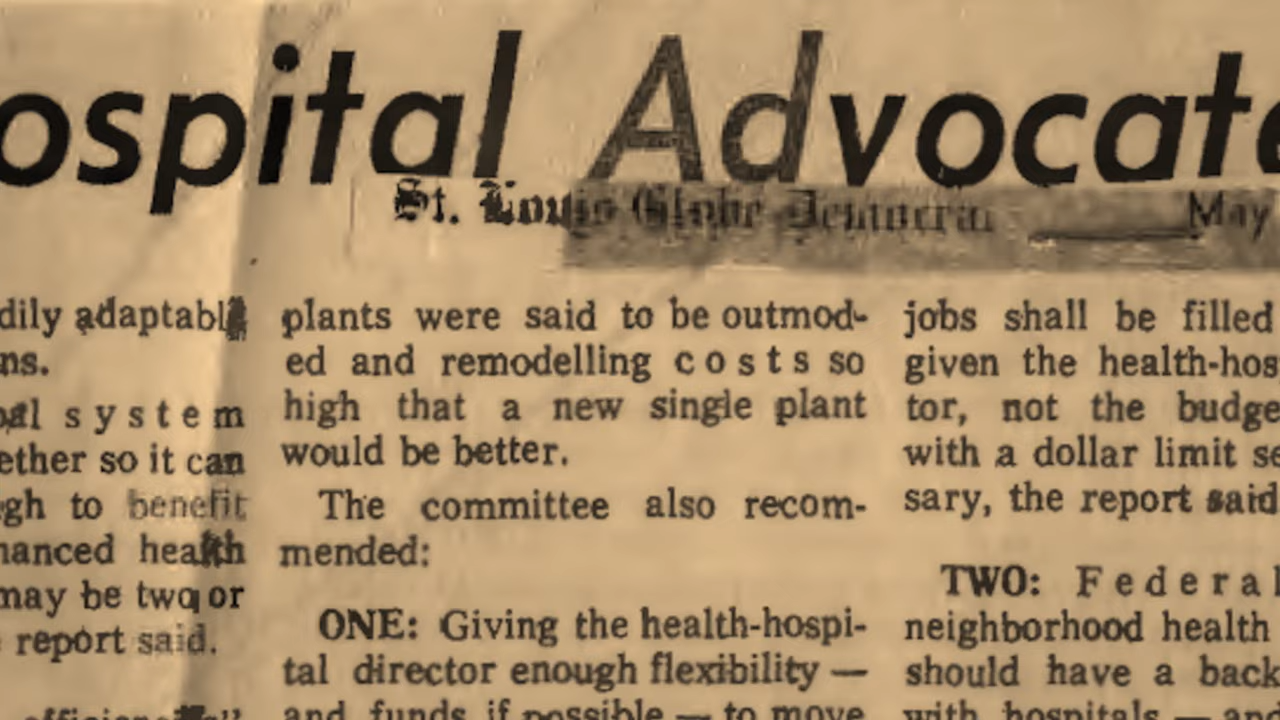 ospital Advocate
St. Louis Globe Democrat May
dily adaptable
ns.
system
ether so it can
gh to benefit
nanced health
may be two or
report said.
plants were said to be outmod-
ed and remodelling costs so
high that a new single plant
would be better.
The committee also recom-
mended:
ONE: Giving the health-hospi-
tal director enough flexibility —
and funds if possible — to move
jobs shall be filled
given the health-hos
tor, not the budge
with a dollar limit se
sary, the report said
TWO: Federal
neighborhood health
should have a back
with hospitals — and